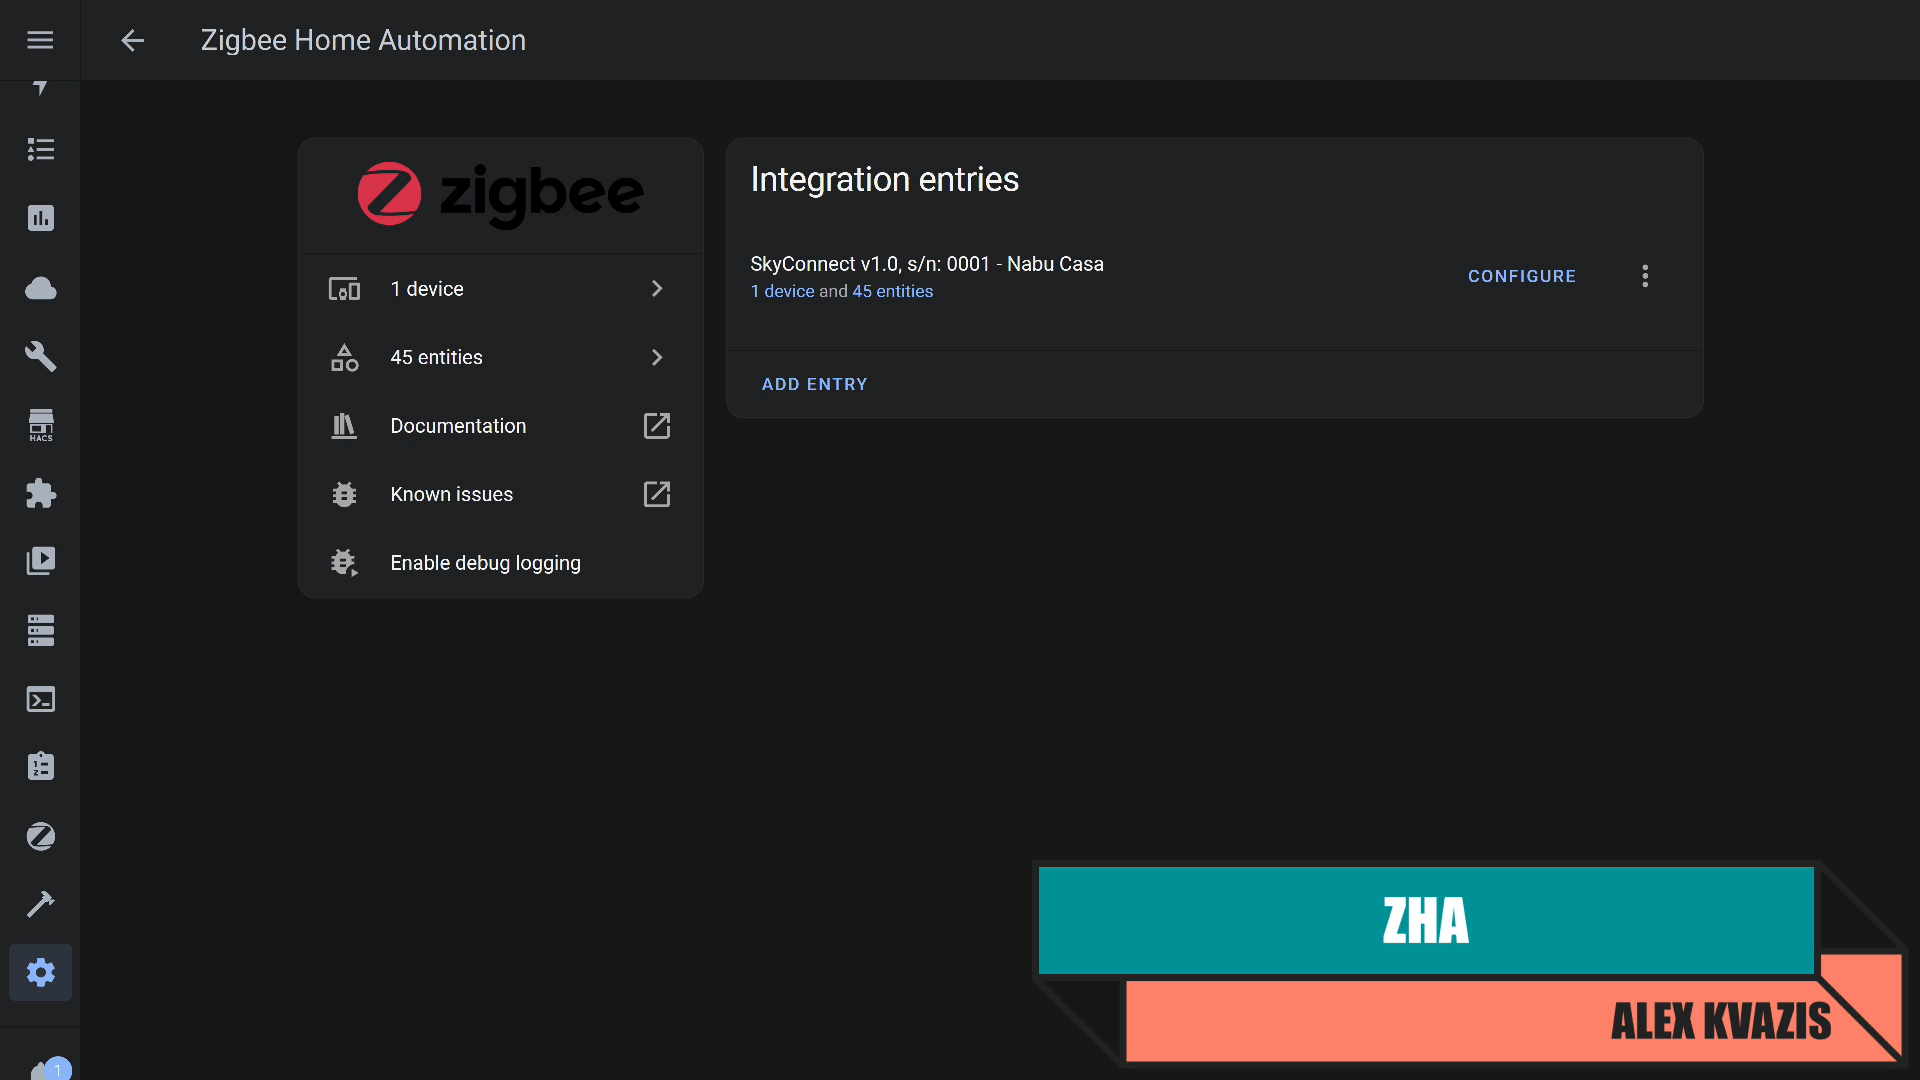 Zigbee Home Automation
zigbee
1 device
45 entities
Documentation
Known issues
Enable debug logging
Integration entries
SkyConnect v1.0, s/n: 0001 - Nabu Casa
1 device and 45 entities
CONFIGURE
ADD ENTRY
HACS
1
ZHA
ALEX KVAZIS